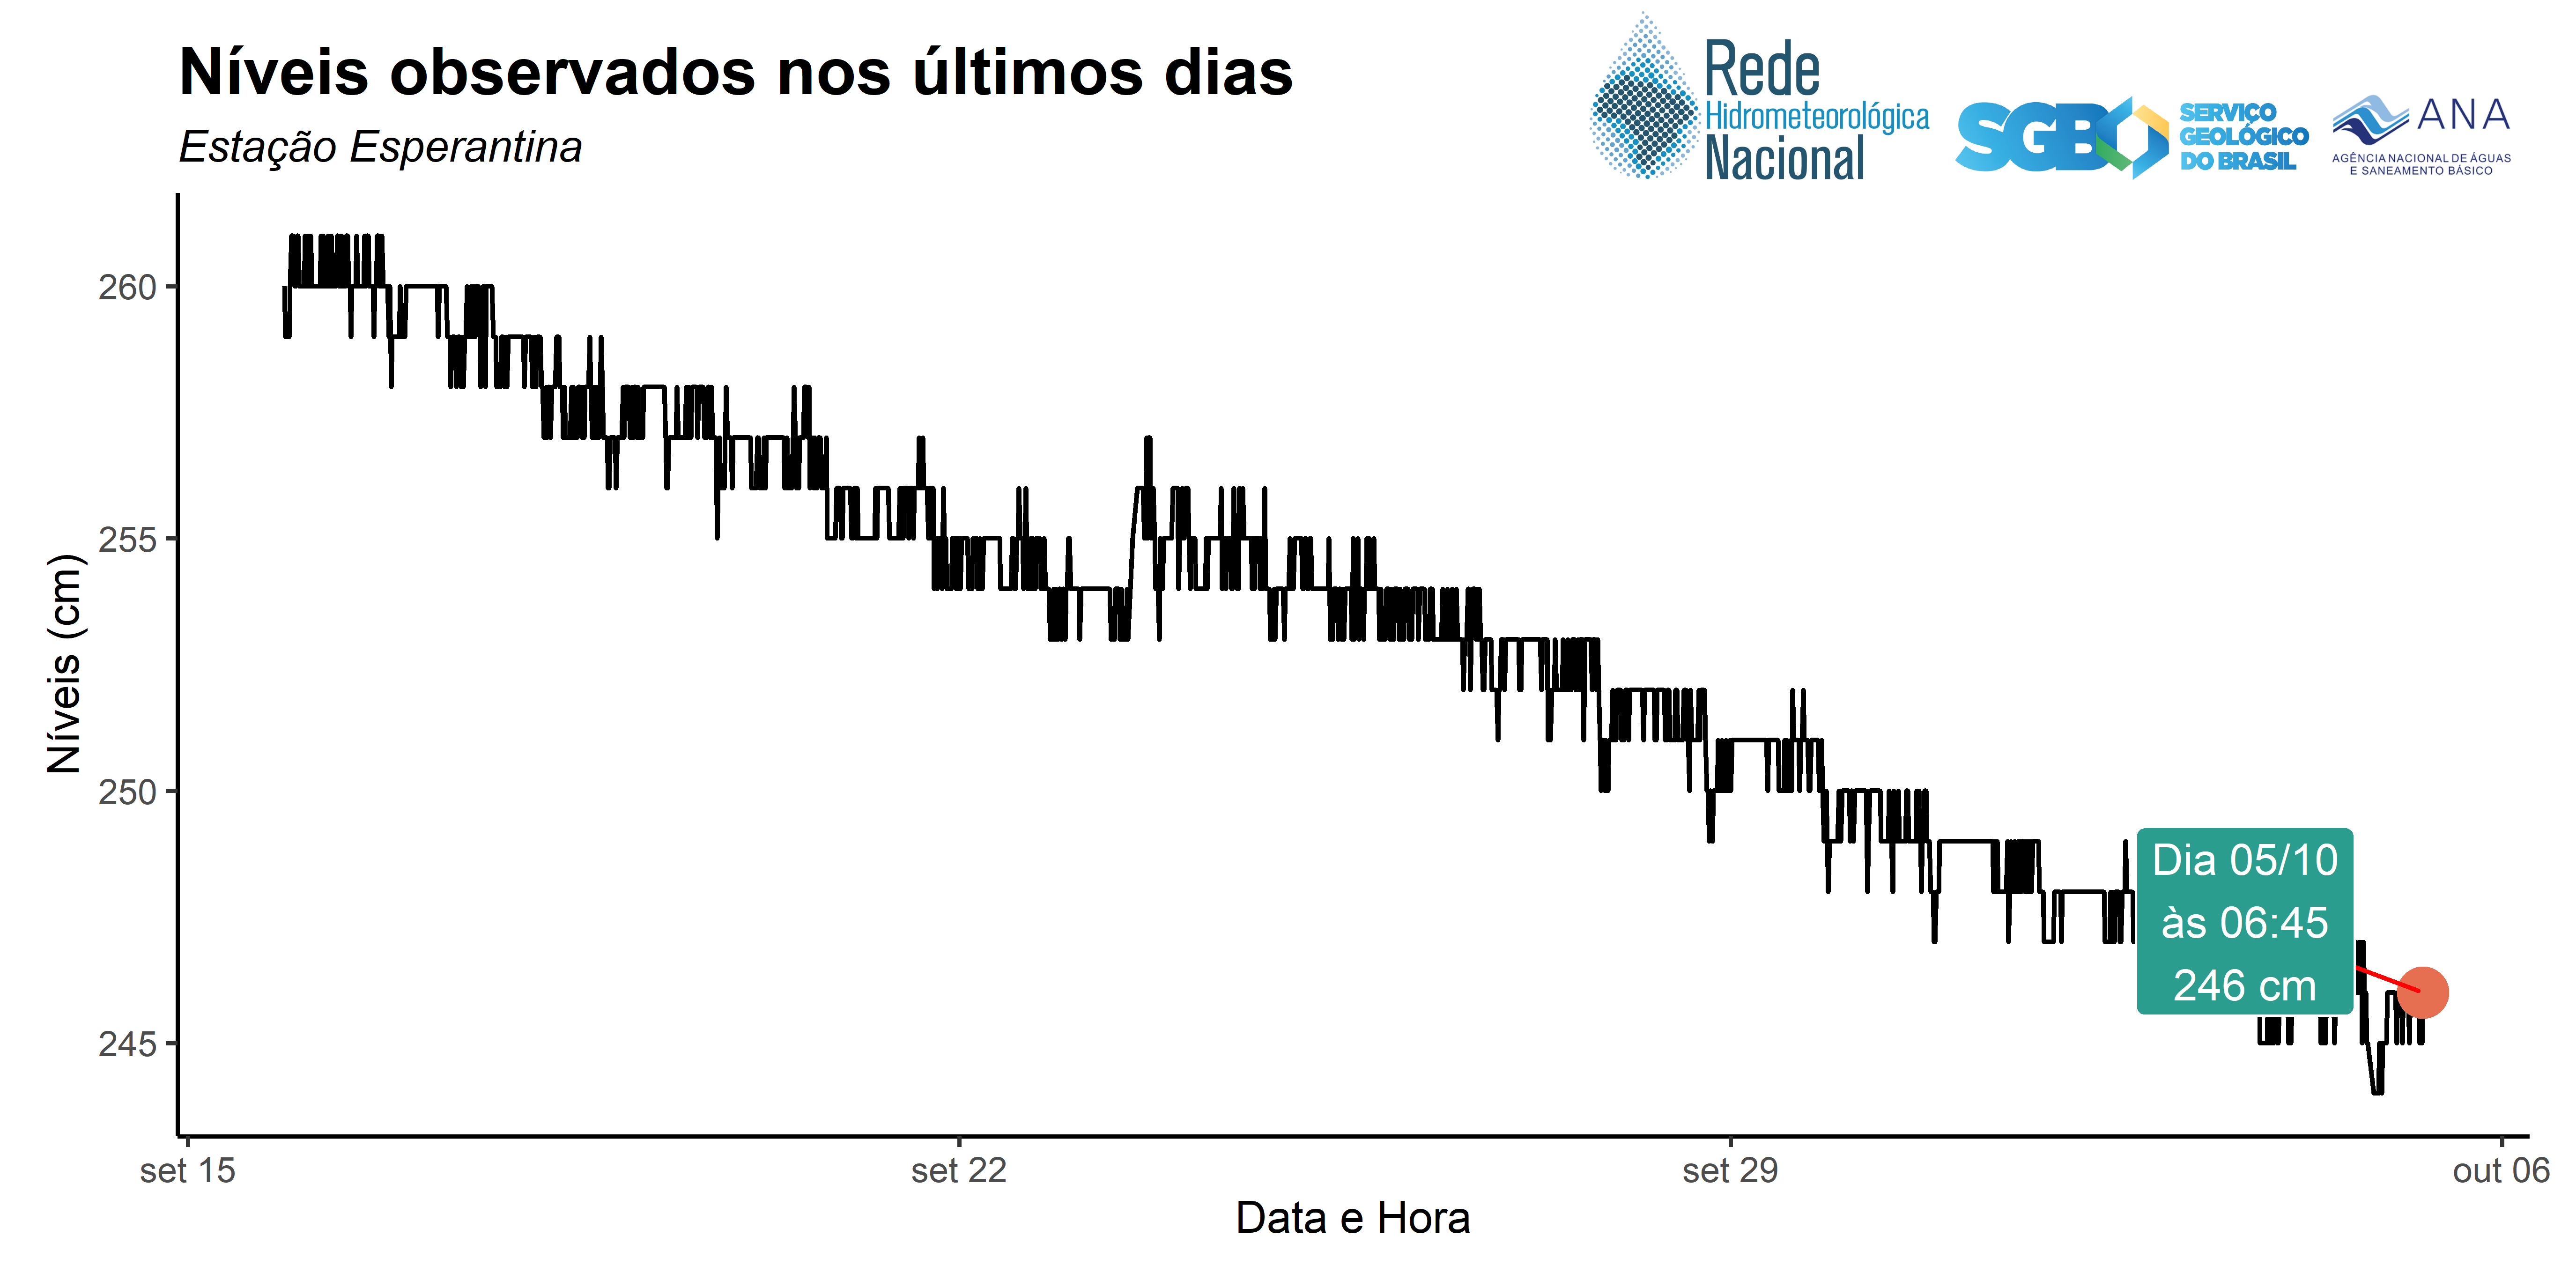 Níveis observados nos últimos dias
Estação Esperantina
Rede
Hidrometeorológica
Nacional
SGB
SERVIÇO
GEOLÓGICO
DO BRASIL
ANA
AGÊNCIA NACIONAL DE ÁGUAS
E SANEAMENTO BÁSICO
Níveis (cm)
260
255
250
245
Dia 05/10
às 06:45
246 cm
set 15
set 22
set 29
out 06
Data e Hora